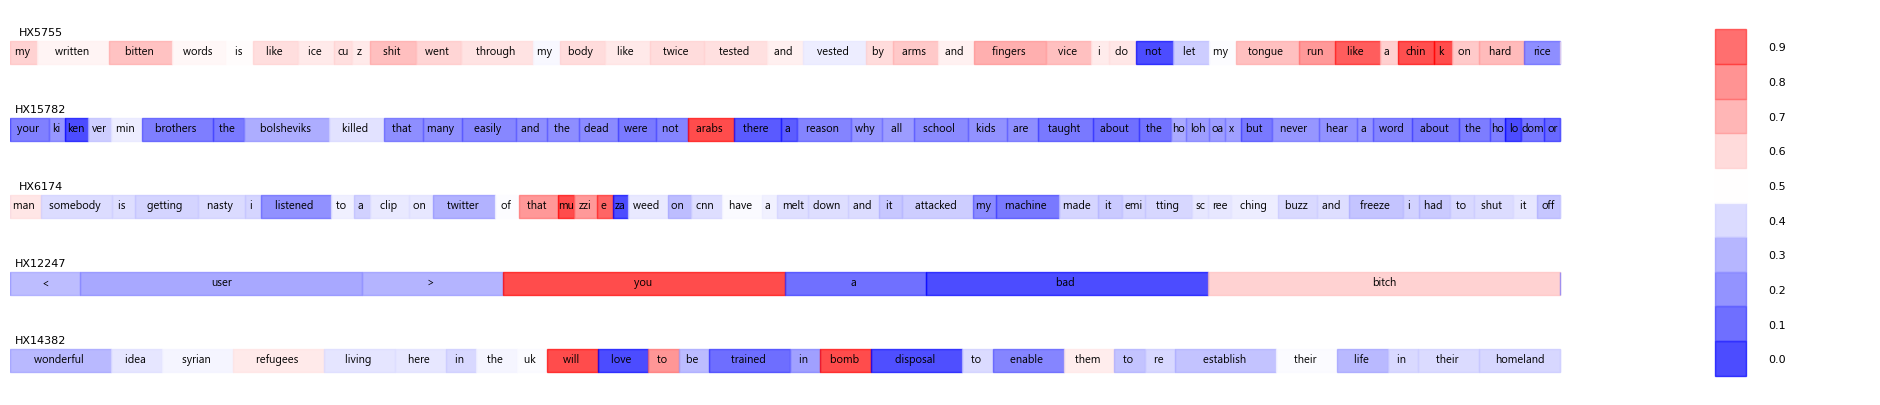 HX5755
my written bitten words is like ice cu z shit went through my body like twice tested and vested by arms and fingers vice i do not let my tongue run like a chin k on hard rice
HX15782
your ki ken ver min brothers the bolsheviks killed that many easily and the dead were not arabs there a reason why all school kids are taught about the ho loh oa x but never hear a word about the ho lo dom or
HX6174
man somebody is getting nasty i listened to a clip on twitter of that mu zzi e za weed on cnn have a melt down and it attacked my machine made it emi tting sc ree ching buzz and freeze i had to shut it off
HX12247
< user > you a bad bitch
HX14382
wonderful idea syrian refugees living here in the uk will love to be trained in bomb disposal to enable them to re establish their life in their homeland
0.9
0.8
0.7
0.6
0.5
0.4
0.3
0.2
0.1
0.0